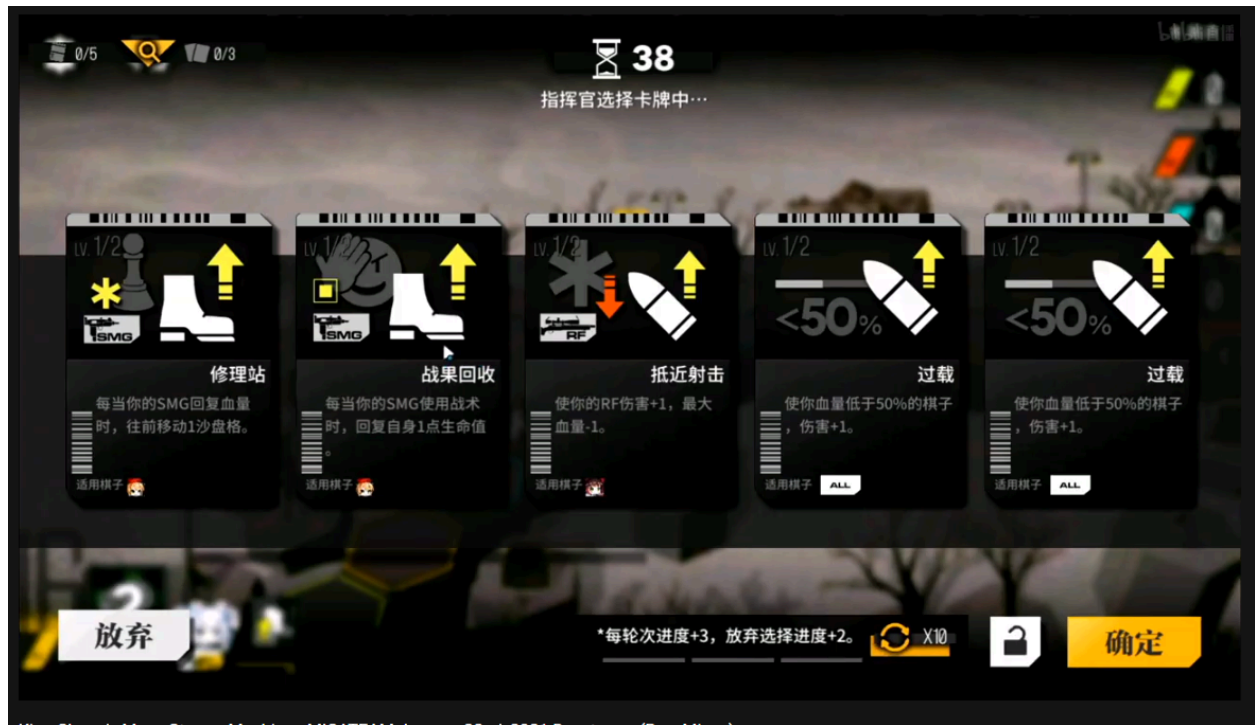 0/5
0/3
38
指挥官选择卡牌中…
LV. 1/2
SMG
修理站
每当你的SMG回复血量
时，往前移动1沙盘格。
适用棋子
LV. 1/2
SMG
战果回收
每当你的SMG使用战术
时，回复自身1点生命值
。
适用棋子
LV. 1/2
RF
抵近射击
使你的RF伤害+1，最大
血量-1。
适用棋子
LV. 1/2
<50%
过载
使你血量低于50%的棋子
，伤害+1。
适用棋子 ALL
LV. 1/2
<50%
过载
使你血量低于50%的棋子
，伤害+1。
适用棋子 ALL
放弃
*每轮次进度+3，放弃选择进度+2。
X10
确定